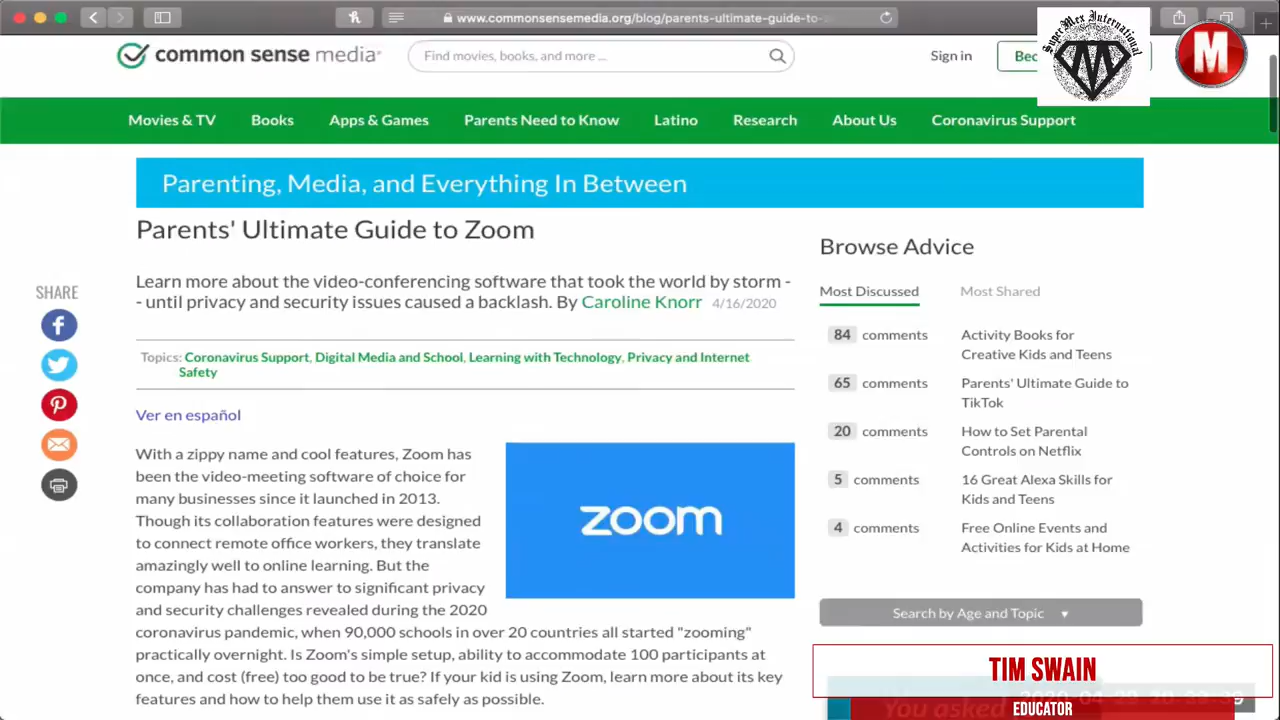 www.commonsensemedia.org/blog/parents-ultimate-guide-to-
common sense media
Find movies, books, and more ...
Sign in
Bec
SuperMex International
M
M
Movies & TV
Books
Apps & Games
Parents Need to Know
Latino
Research
About Us
Coronavirus Support
Parenting, Media, and Everything In Between
Parents' Ultimate Guide to Zoom
Learn more about the video-conferencing software that took the world by storm -
- until privacy and security issues caused a backlash. By Caroline Knorr 4/16/2020
SHARE
Topics: Coronavirus Support, Digital Media and School, Learning with Technology, Privacy and Internet
Safety
Ver en español
With a zippy name and cool features, Zoom has
been the video-meeting software of choice for
many businesses since it launched in 2013.
Though its collaboration features were designed
to connect remote office workers, they translate
amazingly well to online learning. But the
company has had to answer to significant privacy
and security challenges revealed during the 2020
coronavirus pandemic, when 90,000 schools in over 20 countries all started "zooming"
practically overnight. Is Zoom's simple setup, ability to accommodate 100 participants at
once, and cost (free) too good to be true? If your kid is using Zoom, learn more about its key
features and how to help them use it as safely as possible.
zoom
Browse Advice
Most Discussed
Most Shared
84 comments
Activity Books for
Creative Kids and Teens
65 comments
Parents' Ultimate Guide to
TikTok
20 comments
How to Set Parental
Controls on Netflix
5 comments
16 Great Alexa Skills for
Kids and Teens
4 comments
Free Online Events and
Activities for Kids at Home
Search by Age and Topic
TIM SWAIN
You asked
EDUCATOR